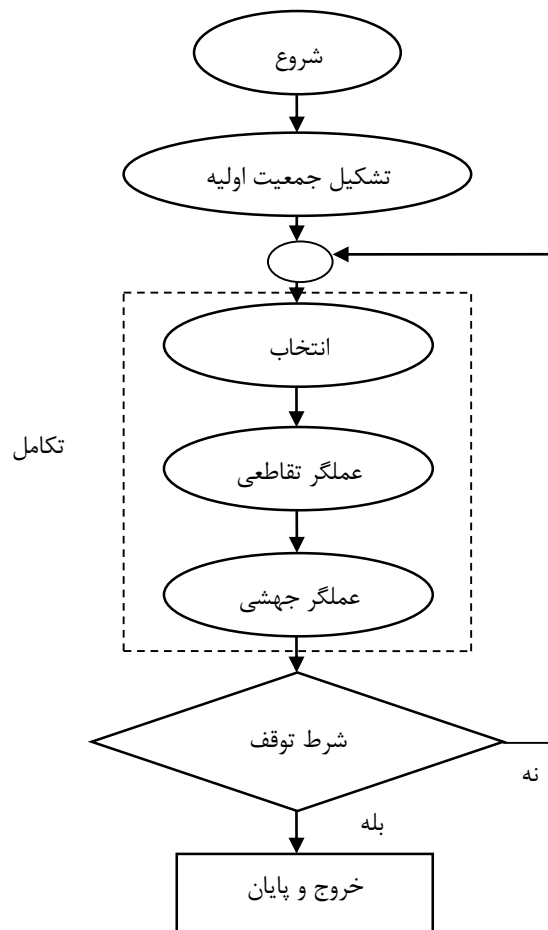 شروع
تشکیل جمعیت اولیه
انتخاب
تکامل
عملگر تقاطعی
عملگر جهشی
شرط توقف
نه
بله
خروج و پایان